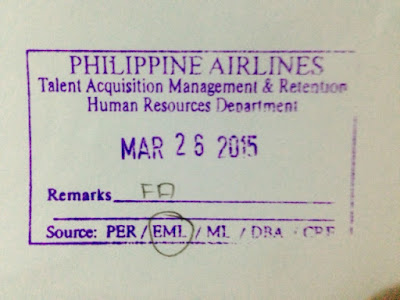 PHILIPPINE AIRLINES
Talent Acquisition Management & Retention
Human Resources Department
MAR 26 2015
Remarks FA
Source: PER / EML / ML / DBA / CPE